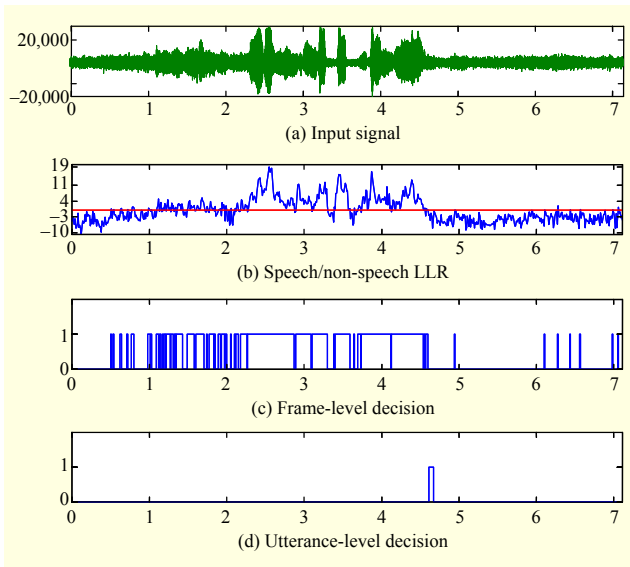 20,000
−20,000
0 1 2 3 4 5 6 7
(a) Input signal
19
11
4
−3
−10
0 1 2 3 4 5 6 7
(b) Speech/non-speech LLR
1
0
0 1 2 3 4 5 6 7
(c) Frame-level decision
1
0
0 1 2 3 4 5 6 7
(d) Utterance-level decision